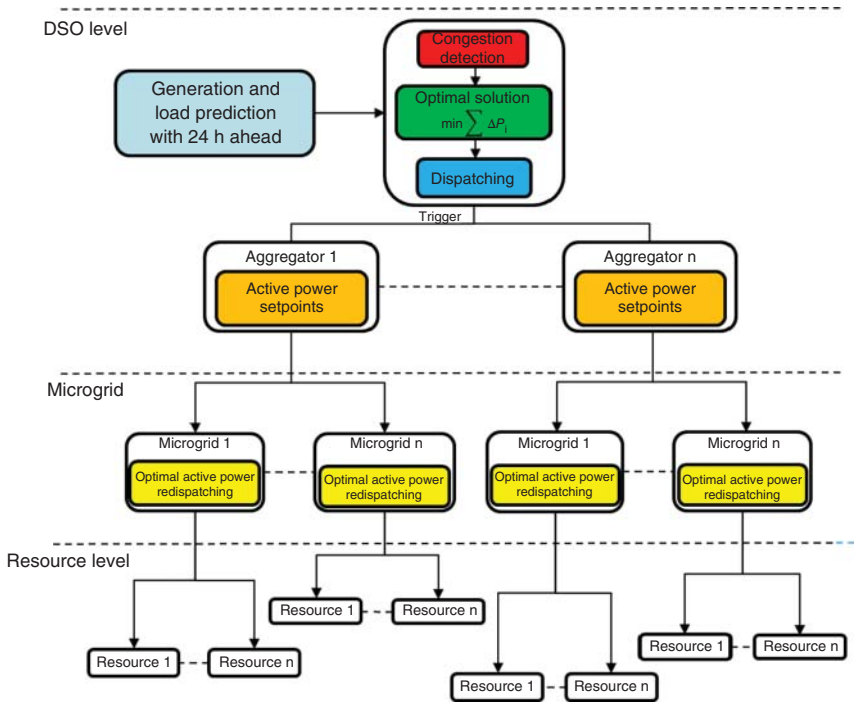 DSO level
Congestion
detection
Generation and
load prediction
with 24 h ahead
Optimal solution
min ∑ ΔPi
Dispatching
Trigger
Aggregator 1
Active power
setpoints
Aggregator n
Active power
setpoints
Microgrid
Microgrid 1
Optimal active power
redispatching
Microgrid n
Optimal active power
redispatching
Microgrid 1
Optimal active power
redispatching
Microgrid n
Optimal active power
redispatching
Resource level
Resource 1
Resource n
Resource 1
Resource n
Resource 1
Resource n
Resource 1
Resource n